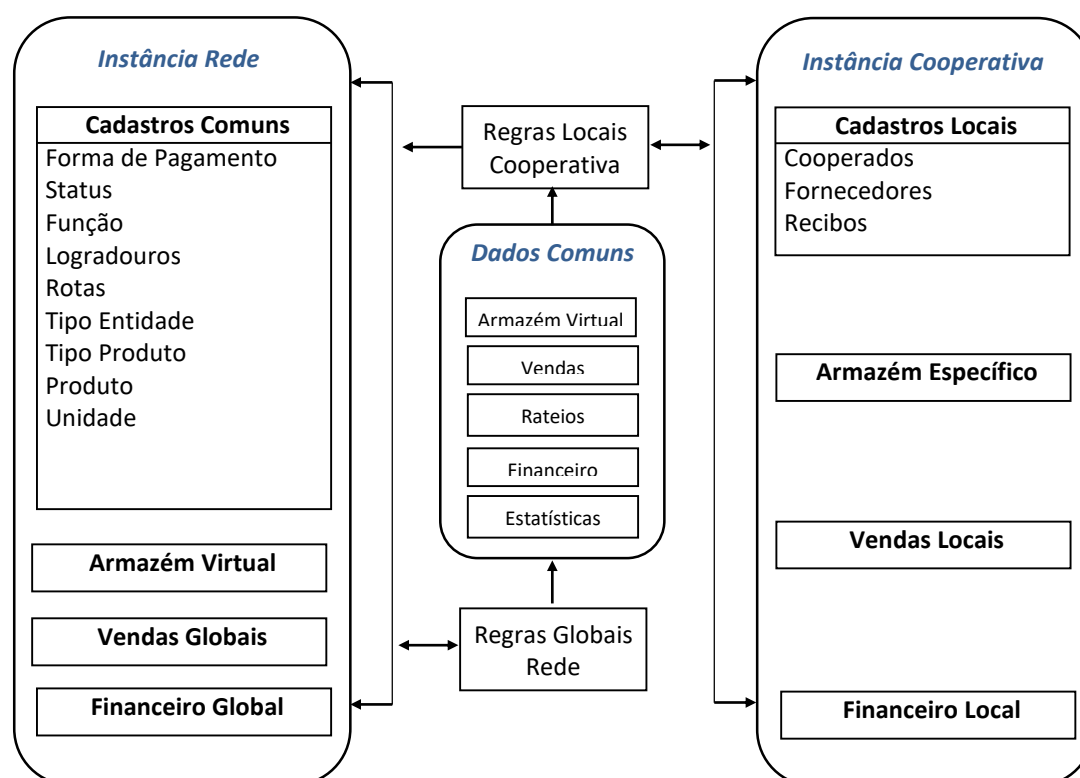 Instância Rede
Cadastros Comuns
Forma de Pagamento
Status
Função
Logradouros
Rotas
Tipo Entidade
Tipo Produto
Produto
Unidade
Armazém Virtual
Vendas Globais
Financeiro Global
Regras Locais
Cooperativa
Dados Comuns
Armazém Virtual
Vendas
Rateios
Financeiro
Estatísticas
Regras Globais
Rede
Instância Cooperativa
Cadastros Locais
Cooperados
Fornecedores
Recibos
Armazém Específico
Vendas Locais
Financeiro Local